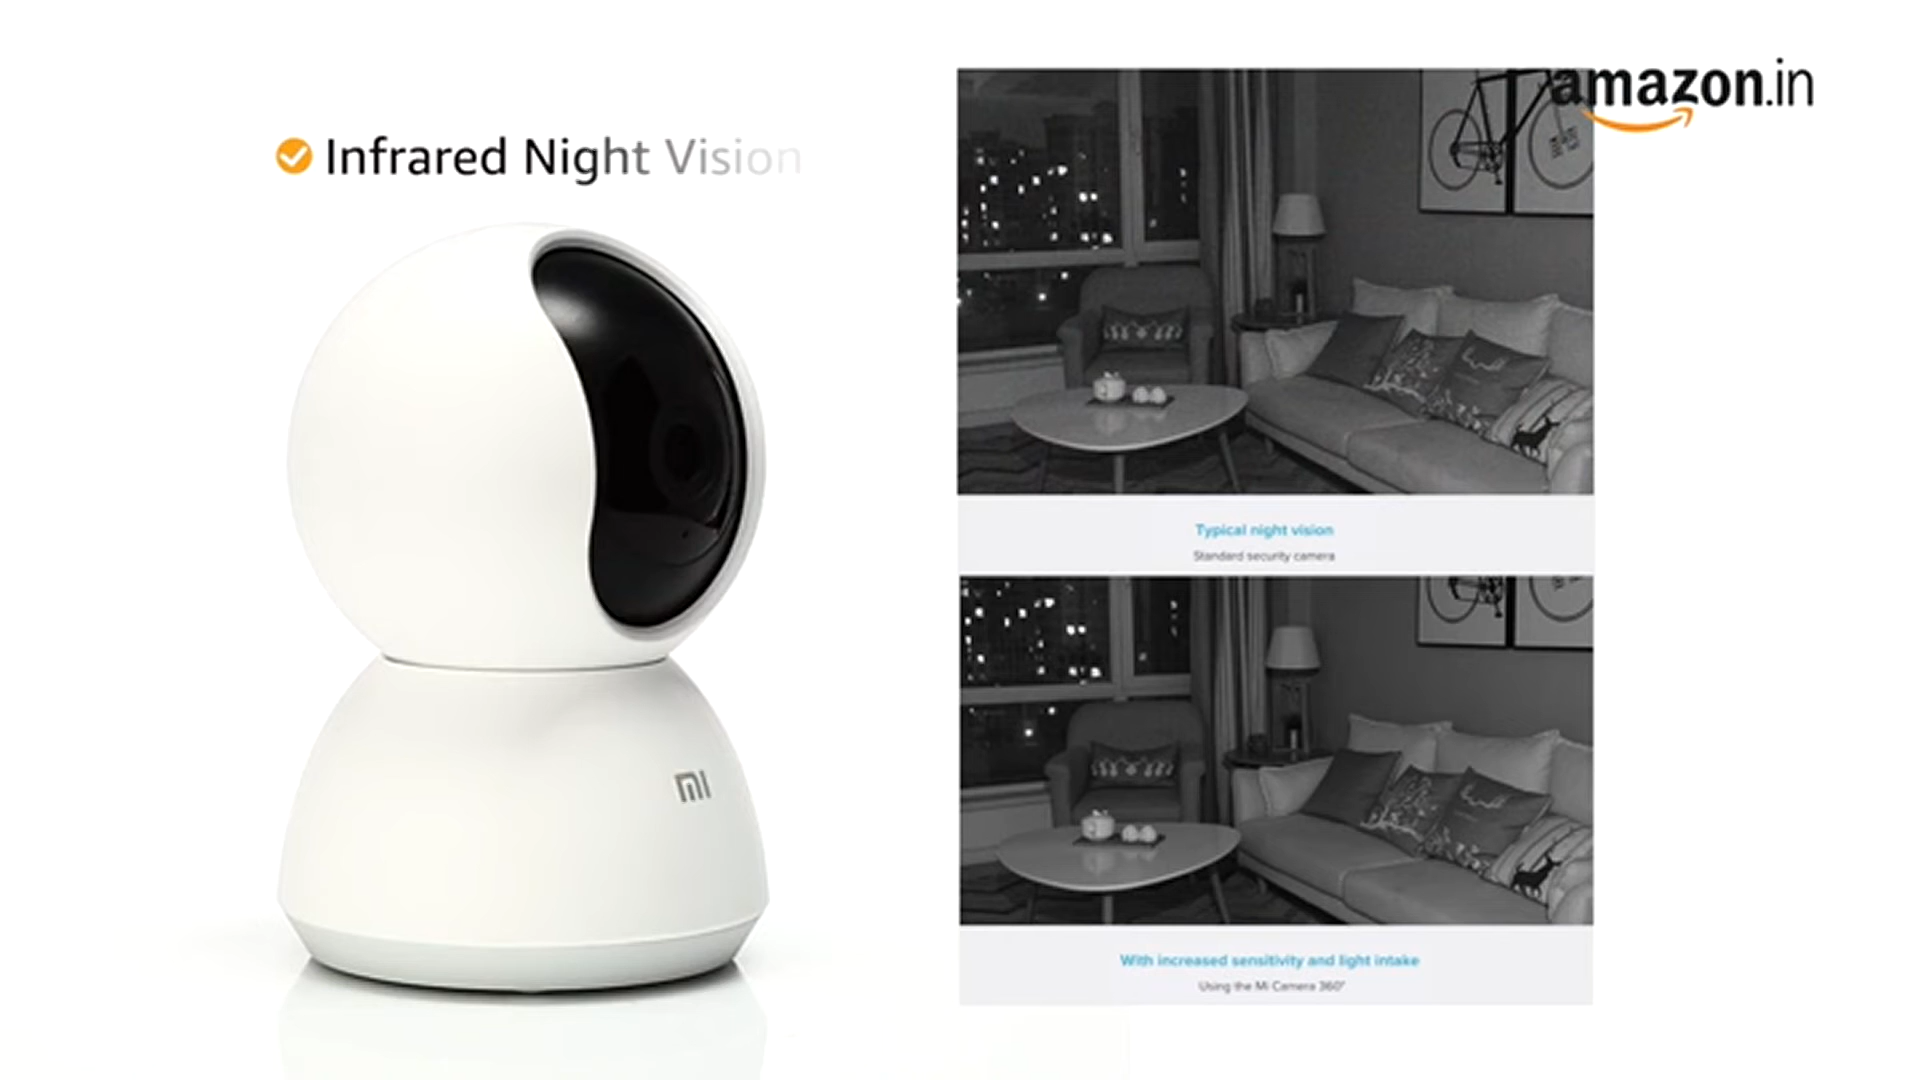 amazon.in
Infrared Night Vision
mi
Typical night vision
Standard security camera
With increased sensitivity and light intake
Using the Mi Camera 360°